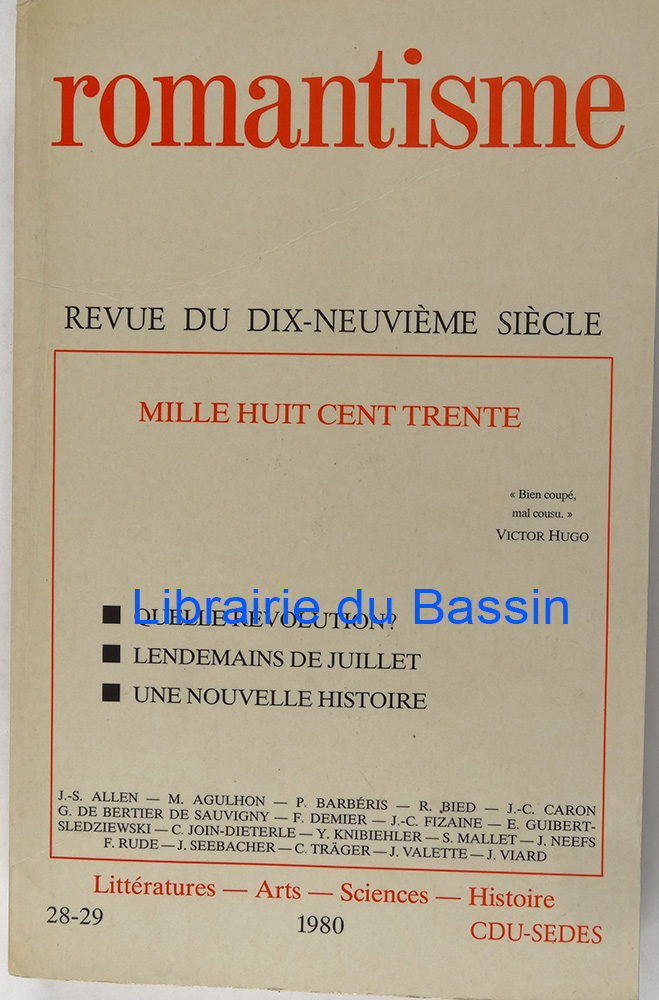 romantisme
REVUE DU DIX-NEUVIÈME SIÈCLE
MILLE HUIT CENT TRENTE
« Bien coupé,
mal cousu. »
VICTOR HUGO
Librairie du Bassin
■ QUELLE REVOLUTION?
■ LENDEMAINS DE JUILLET
■ UNE NOUVELLE HISTOIRE
J.-S. ALLEN — M. AGULHON — P. BARBÉRIS — R. BIED — J.-C. CARON
G. DE BERTIER DE SAUVIGNY — F. DEMIER — J.-C. FIZAINE — E. GUIBERT-
SLEDZIEWSKI — C. JOIN-DIETERLE — Y. KNIBIEHLER — S. MALLET — J. NEEFS
F. RUDE — J. SEEBACHER — C. TRÄGER — J. VALETTE — J. VIARD
Littératures — Arts — Sciences — Histoire
28-29 1980 CDU-SEDES